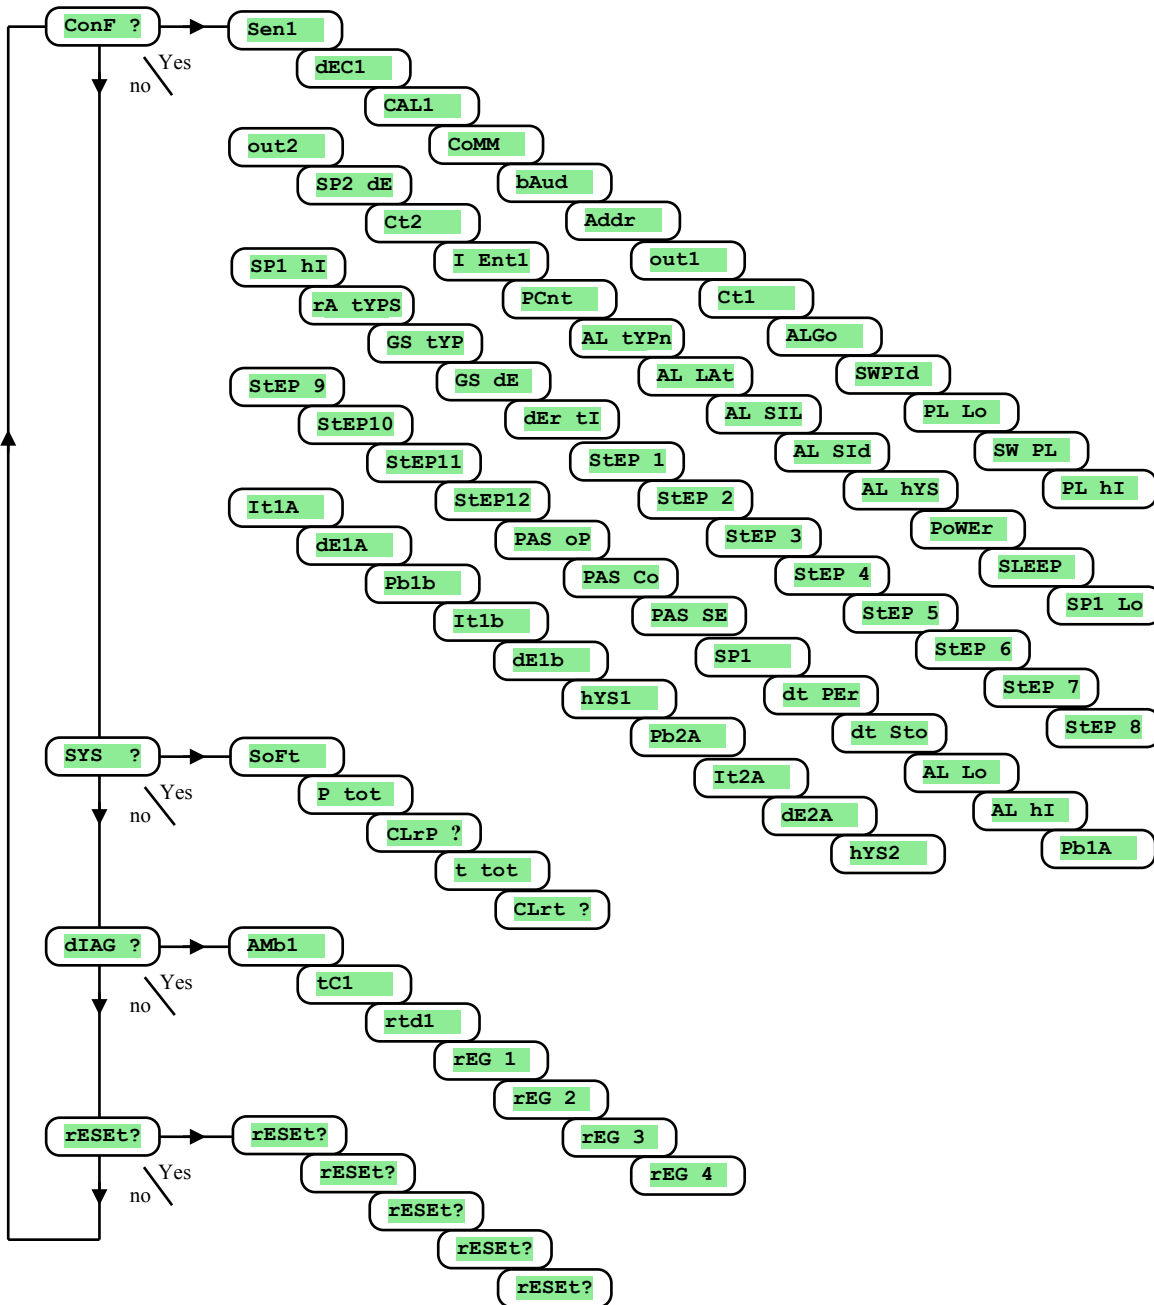 ConF ?
Yes
no
Sen1
dEC1
CAL1
CoMM
bAud
Addr
out1
Ct1
ALGo
SWPId
PL Lo
SW PL
PL hI
out2
SP2 dE
Ct2
I Ent1
PCnt
AL tYPn
AL LAt
AL SIL
AL SId
AL hYS
PoWEr
SLEEP
SP1 Lo
SP1 hI
rA tYPS
GS tYP
GS dE
dEr tI
StEP 1
StEP 2
StEP 3
StEP 4
StEP 5
StEP 6
StEP 7
StEP 8
StEP 9
StEP10
StEP11
StEP12
PAS oP
PAS Co
PAS SE
SP1
dt PEr
dt Sto
AL Lo
AL hI
Pb1A
It1A
dE1A
Pb1b
It1b
dE1b
hYS1
Pb2A
It2A
dE2A
hYS2
SYS ?
Yes
no
SoFt
P tot
CLrP ?
t tot
CLrt ?
dIAG ?
Yes
no
AMb1
tC1
rtd1
rEG 1
rEG 2
rEG 3
rEG 4
rESEt?
Yes
no
rESEt?
rESEt?
rESEt?
rESEt?
rESEt?